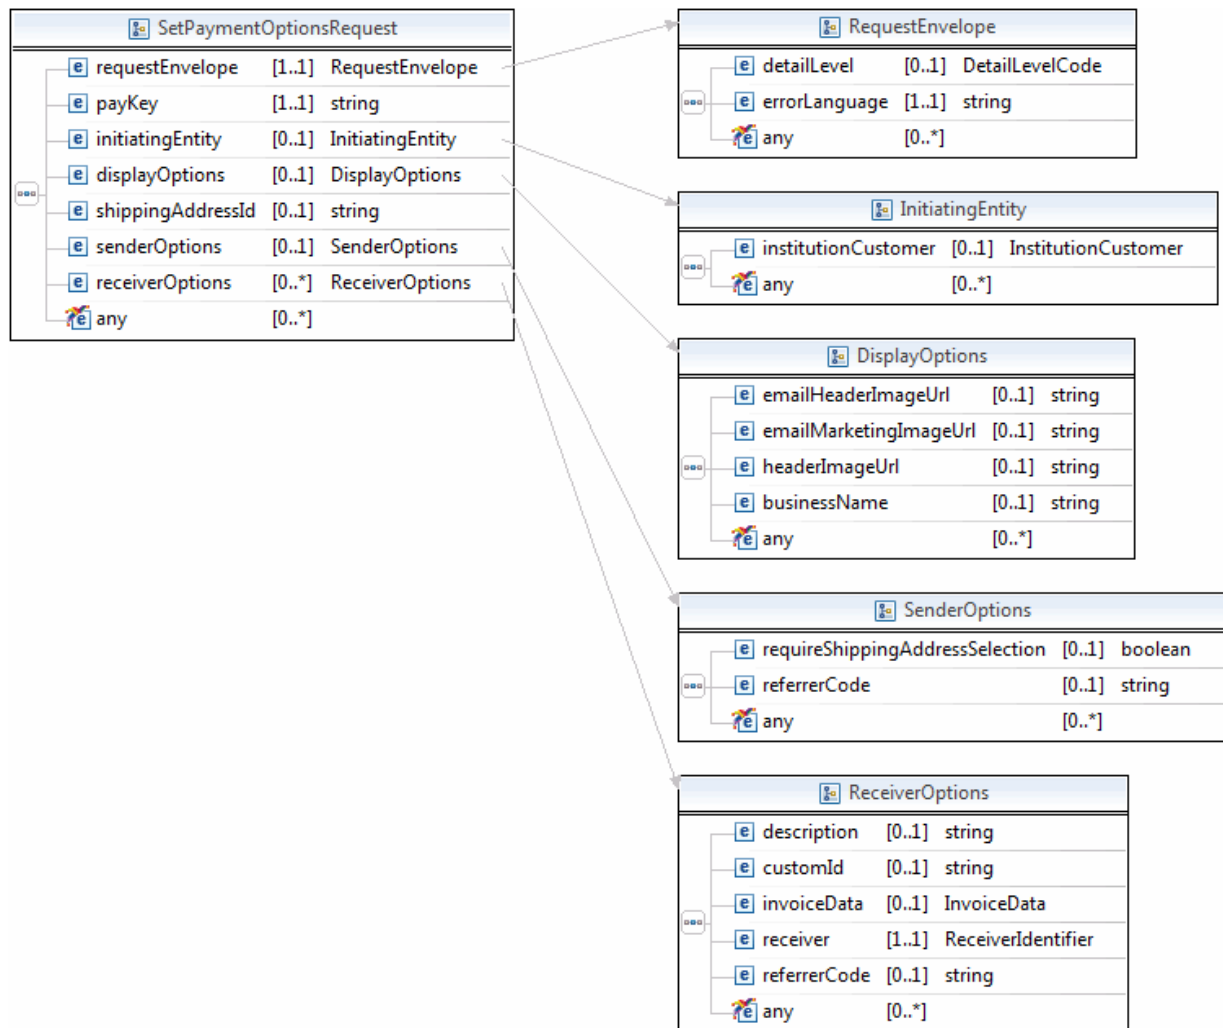 SetPaymentOptionsRequest
requestEnvelope [1..1] RequestEnvelope
payKey [1..1] string
initiatingEntity [0..1] InitiatingEntity
displayOptions [0..1] DisplayOptions
shippingAddressId [0..1] string
senderOptions [0..1] SenderOptions
receiverOptions [0..*] ReceiverOptions
any [0..*]
RequestEnvelope
detailLevel [0..1] DetailLevelCode
errorLanguage [1..1] string
any [0..*]
InitiatingEntity
institutionCustomer [0..1] InstitutionCustomer
any [0..*]
DisplayOptions
emailHeaderImageUrl [0..1] string
emailMarketingImageUrl [0..1] string
headerImageUrl [0..1] string
businessName [0..1] string
any [0..*]
SenderOptions
requireShippingAddressSelection [0..1] boolean
referrerCode [0..1] string
any [0..*]
ReceiverOptions
description [0..1] string
customId [0..1] string
invoiceData [0..1] InvoiceData
receiver [1..1] ReceiverIdentifier
referrerCode [0..1] string
any [0..*]